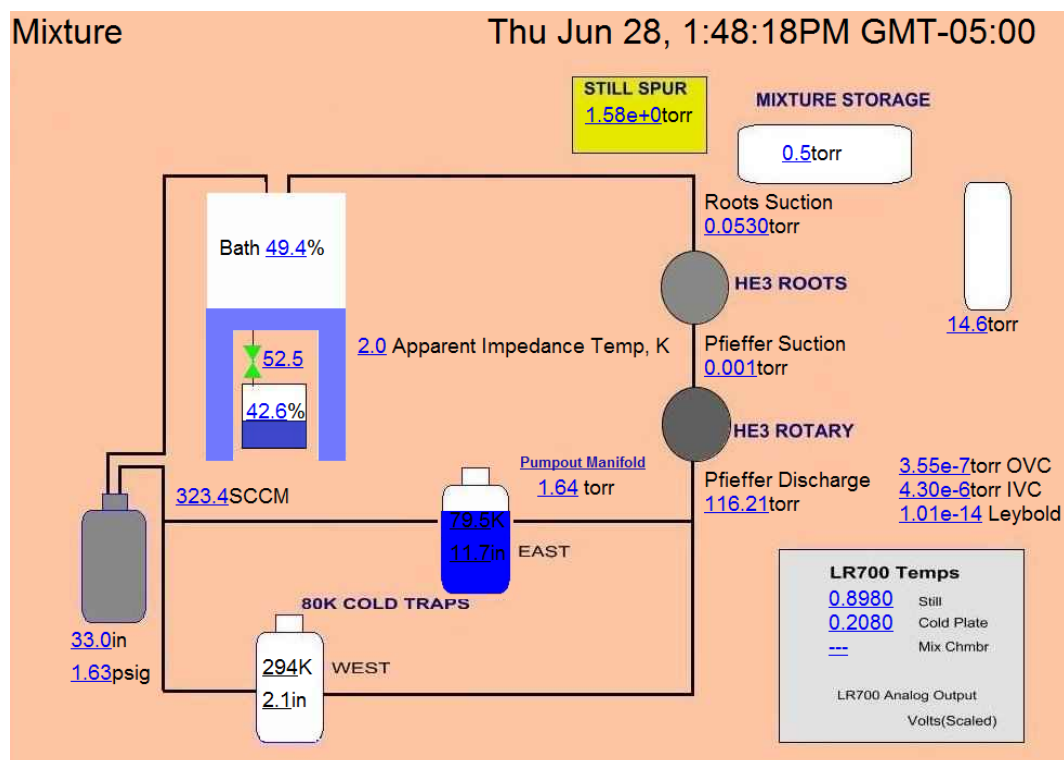 Mixture
Thu Jun 28, 1:48:18PM GMT-05:00
STILL SPUR
1.58e+0torr
MIXTURE STORAGE
0.5torr
Roots Suction
0.0530torr
Bath 49.4%
HE3 ROOTS
14.6torr
52.5
2.0 Apparent Impedance Temp, K
Pfieffer Suction
0.001torr
42.6%
HE3 ROTARY
Pumpout Manifold
1.64 torr
Pfieffer Discharge
116.21torr
3.55e-7torr OVC
4.30e-6torr IVC
1.01e-14 Leybold
323.4SCCM
79.5K
11.7in EAST
80K COLD TRAPS
33.0in
1.63psig
294K WEST
2.1in
LR700 Temps
0.8980 Still
0.2080 Cold Plate
--- Mix Chmbr
LR700 Analog Output
Volts(Scaled)